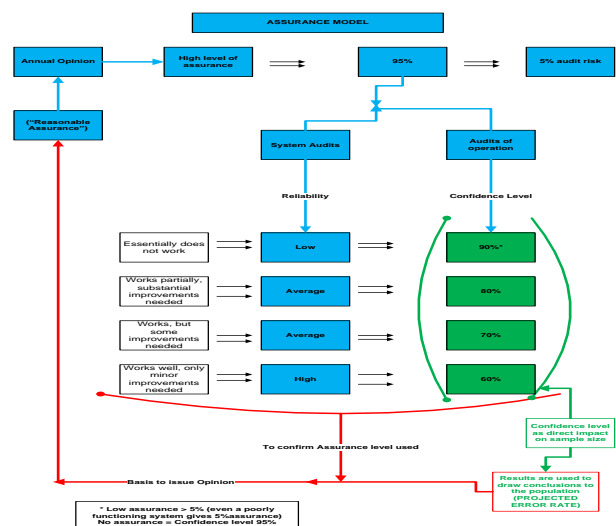 ASSURANCE MODEL
Annual Opinion
High level of
assurance
95%
5% audit risk
("Reasonable
Assurance")
System Audits
Audits of
operation
Reliability
Confidence Level
Essentially does
not work
Low
90%*
Works partially,
substantial
improvements
needed
Average
80%
Works, but
some
improvements
needed
Average
70%
Works well, only
minor
improvements
needed
High
60%
Confidence level
as direct impact
on sample size
To confirm Assurance level used
Results are used to
draw conclusions to
the population
(PROJECTED
ERROR RATE)
Basis to issue Opinion
* Low assurance > 5% (even a poorly
functioning system gives 5%assurance)
No assurance = Confidence level 95%